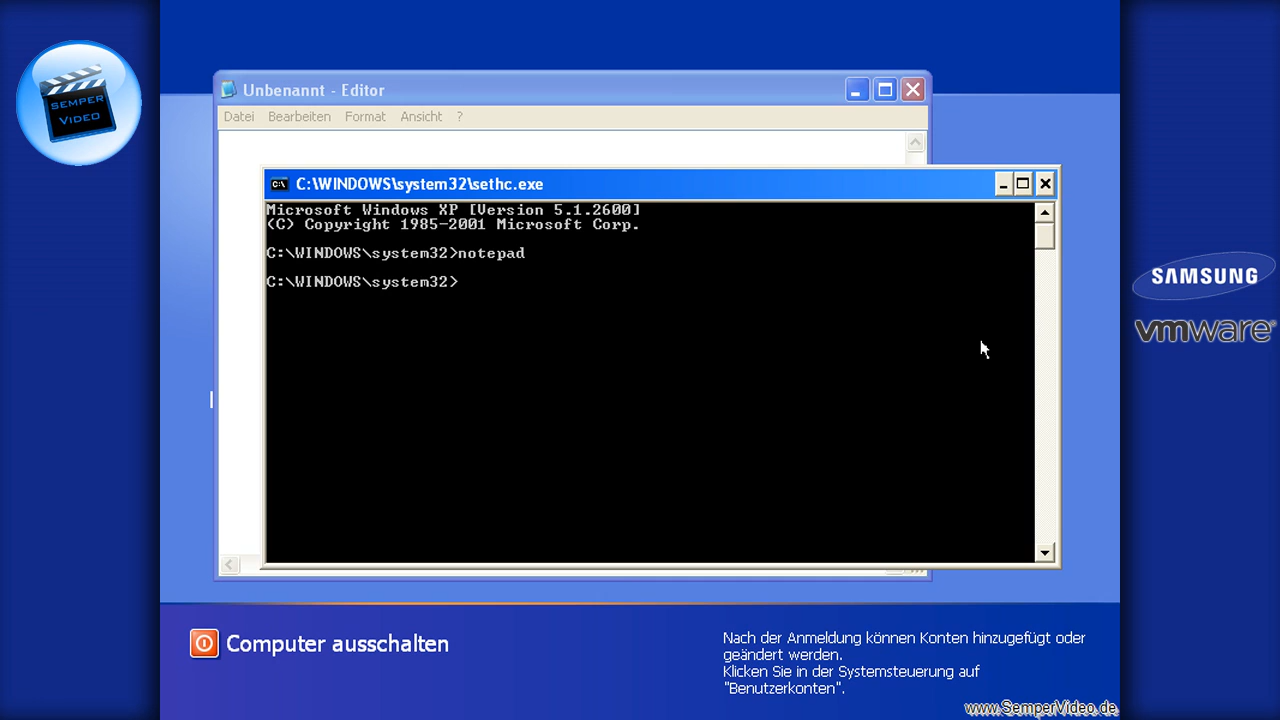 SEMPER
VIDEO
Unbenannt - Editor
Datei Bearbeiten Format Ansicht ?
C:\WINDOWS\system32\sethc.exe
Microsoft Windows XP [Version 5.1.2600]
(C) Copyright 1985-2001 Microsoft Corp.
C:\WINDOWS\system32>notepad
C:\WINDOWS\system32>
SAMSUNG
vmware
Computer ausschalten
Nach der Anmeldung können Konten hinzugefügt oder
geändert werden.
Klicken Sie in der Systemsteuerung auf
"Benutzerkonten".
www.SemperVideo.de